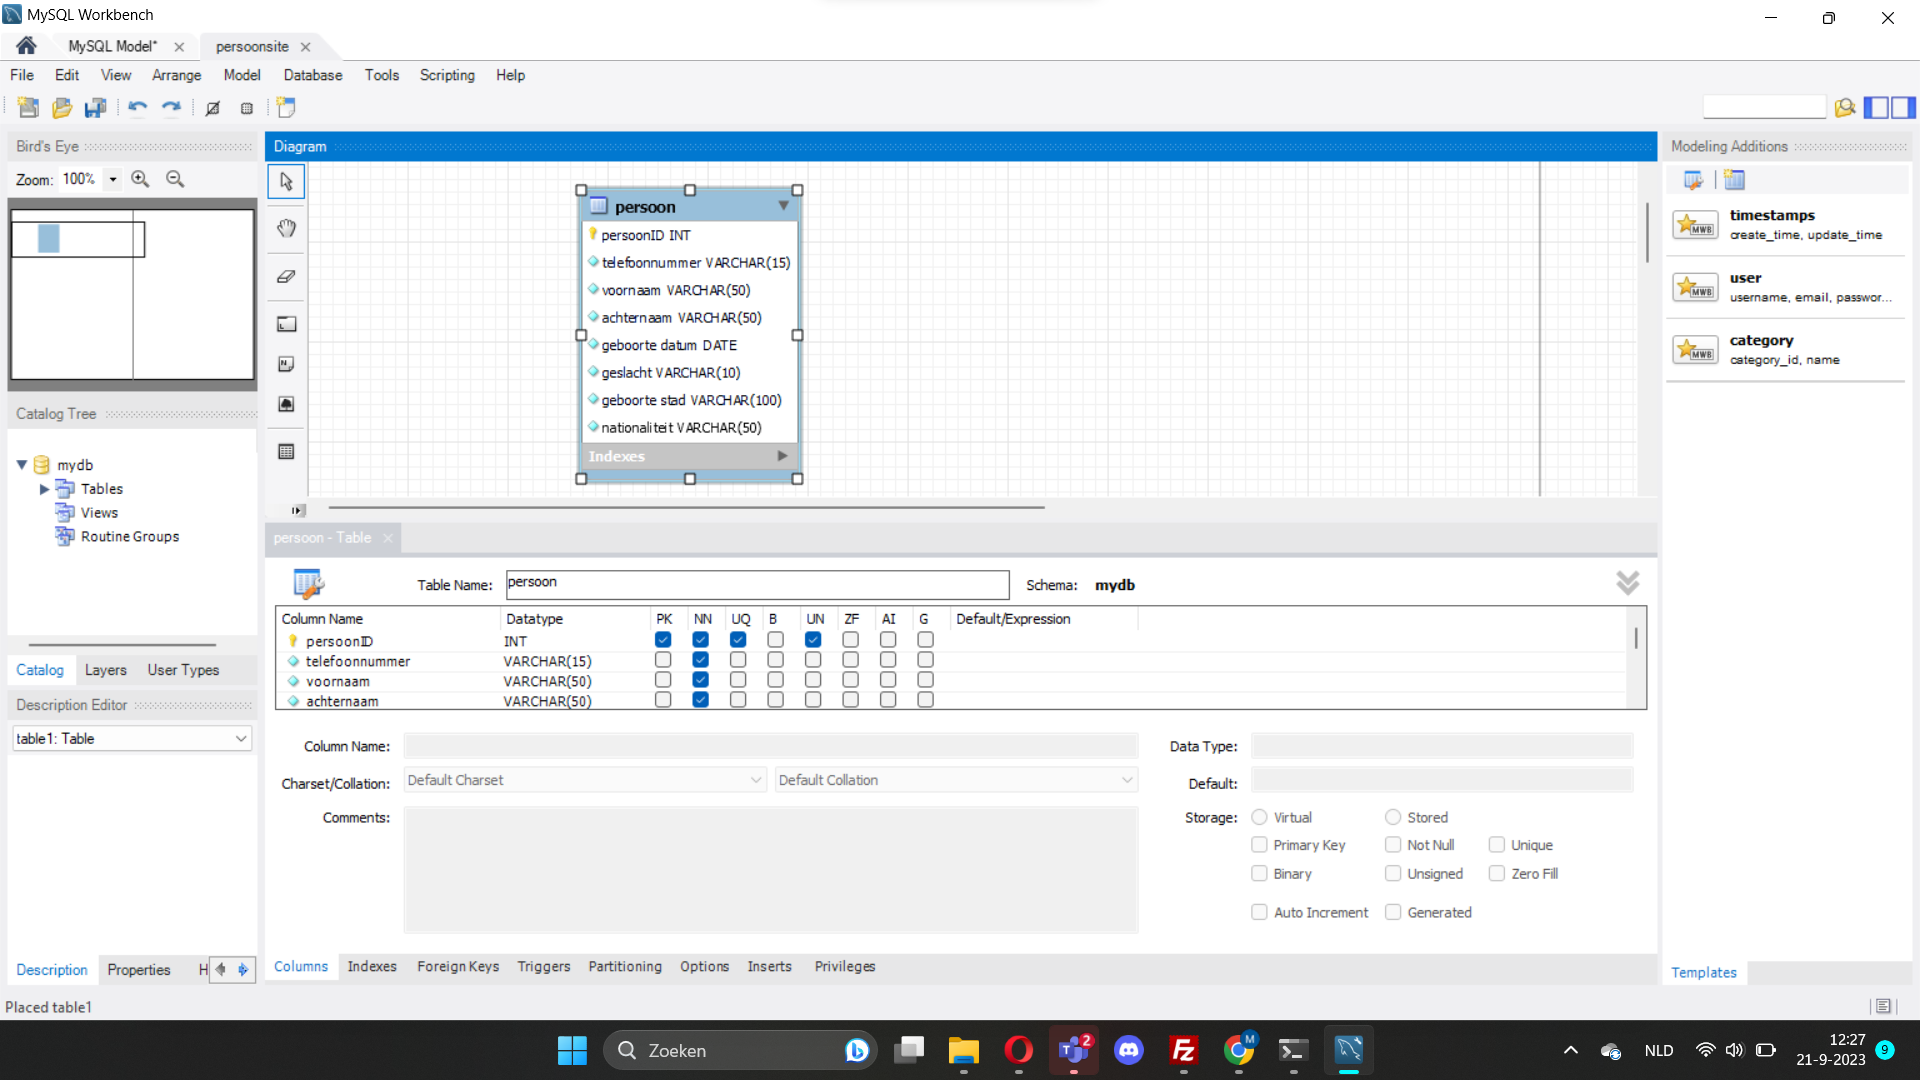 MySQL Workbench
MySQL Model*
persoonsite
File Edit View Arrange Model Database Tools Scripting Help
Bird's Eye
Zoom: 100%
Catalog Tree
mydb
Tables
Views
Routine Groups
Catalog Layers User Types
Description Editor
table1: Table
Description Properties H
Placed table1
Diagram
persoon
persoonID INT
telefoonnummer VARCHAR(15)
voornaam VARCHAR(50)
achternaam VARCHAR(50)
geboorte datum DATE
geslacht VARCHAR(10)
geboorte stad VARCHAR(100)
nationaliteit VARCHAR(50)
Indexes
persoon - Table
Table Name: persoon Schema: mydb
Column Name Datatype PK NN UQ B UN ZF AI G Default/Expression
persoonID INT
telefoonnummer VARCHAR(15)
voornaam VARCHAR(50)
achternaam VARCHAR(50)
Column Name: Data Type:
Charset/Collation: Default Charset Default Collation Default:
Comments: Storage: Virtual Stored
Primary Key Not Null Unique
Binary Unsigned Zero Fill
Auto Increment Generated
Columns Indexes Foreign Keys Triggers Partitioning Options Inserts Privileges
Modeling Additions
MWB
timestamps
create_time, update_time
MWB
user
username, email, passwor...
MWB
category
category_id, name
Templates
Zoeken
2
M
NLD
12:27
21-9-2023
9